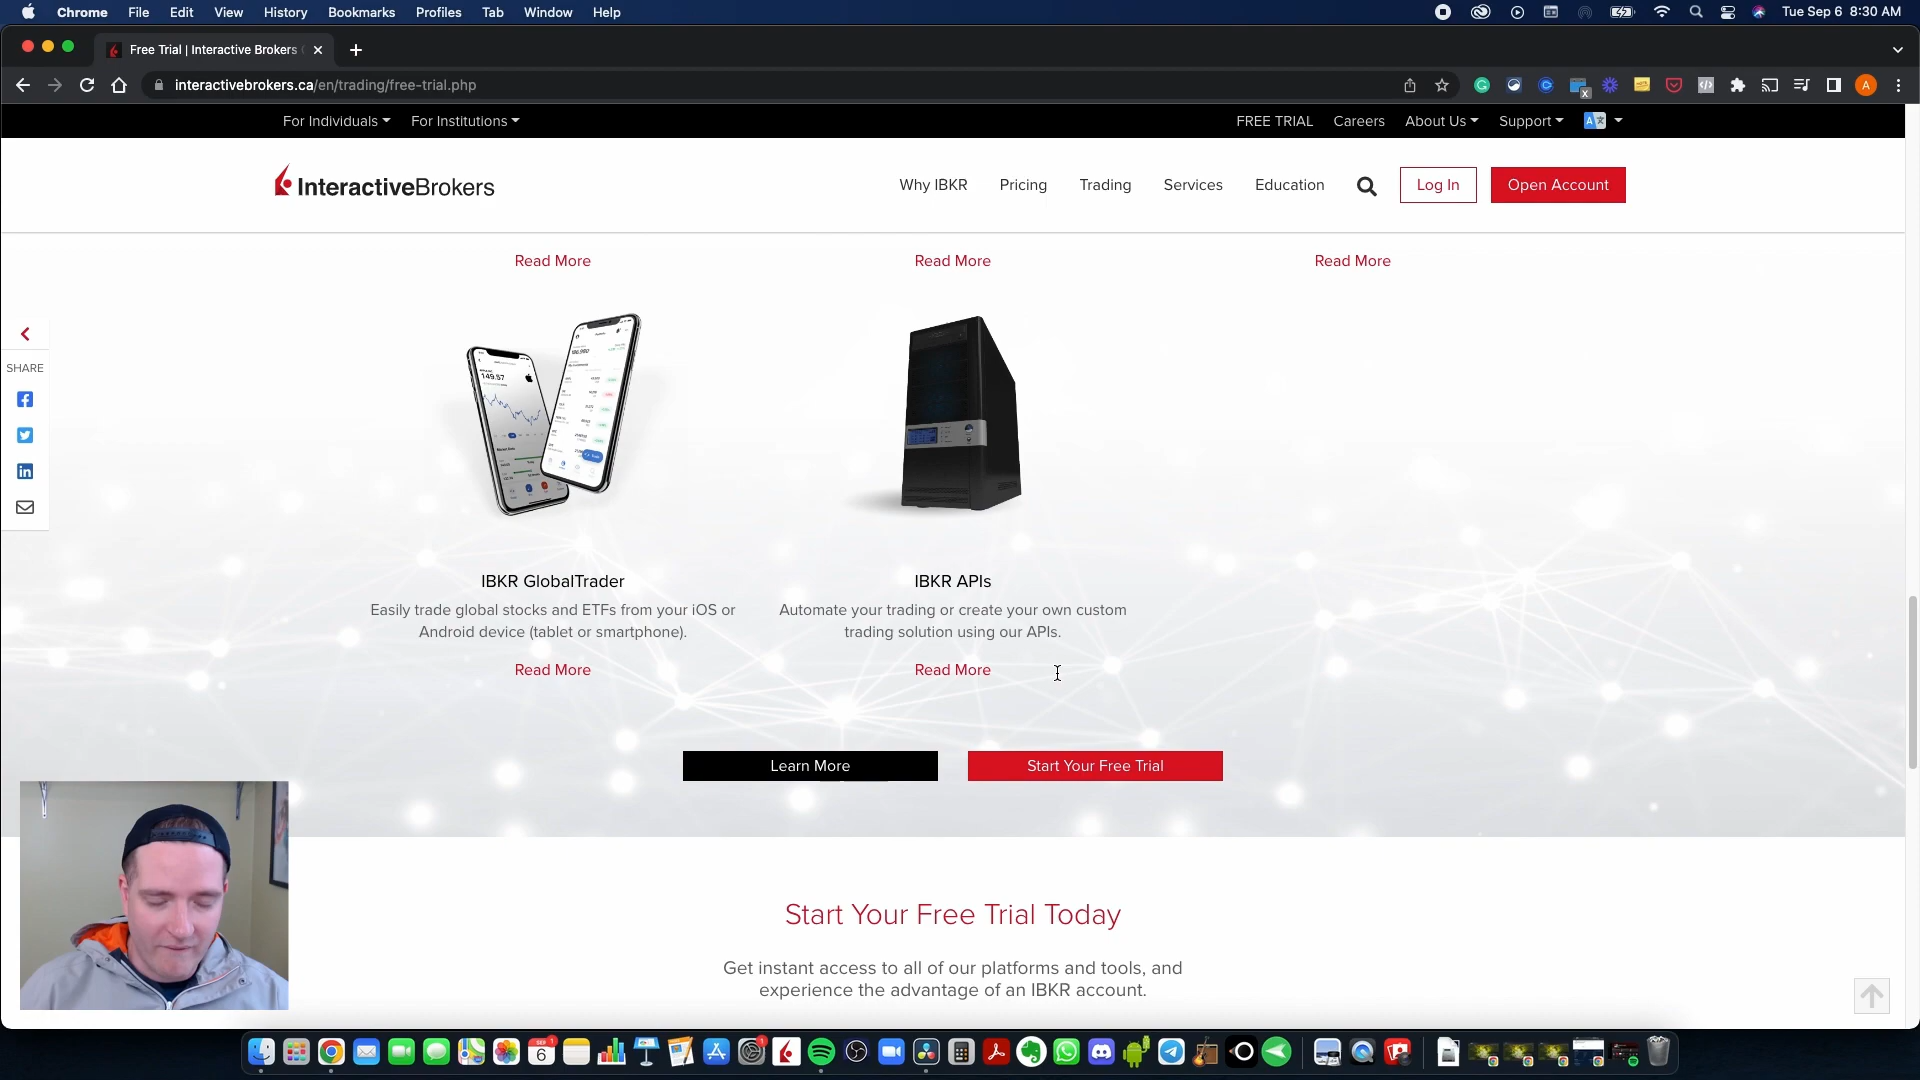 Chrome File Edit View History Bookmarks Profiles Tab Window Help Tue Sep 6 8:30 AM
Free Trial | Interactive Brokers
interactivebrokers.ca/en/trading/free-trial.php
For Individuals For Institutions FREE TRIAL Careers About Us Support
InteractiveBrokers Why IBKR Pricing Trading Services Education Log In Open Account
Read More Read More Read More
SHARE
149.57
IBKR GlobalTrader IBKR APIs
Easily trade global stocks and ETFs from your iOS or
Android device (tablet or smartphone).
Automate your trading or create your own custom
trading solution using our APIs.
Read More Read More
Learn More Start Your Free Trial
Start Your Free Trial Today
Get instant access to all of our platforms and tools, and
experience the advantage of an IBKR account.